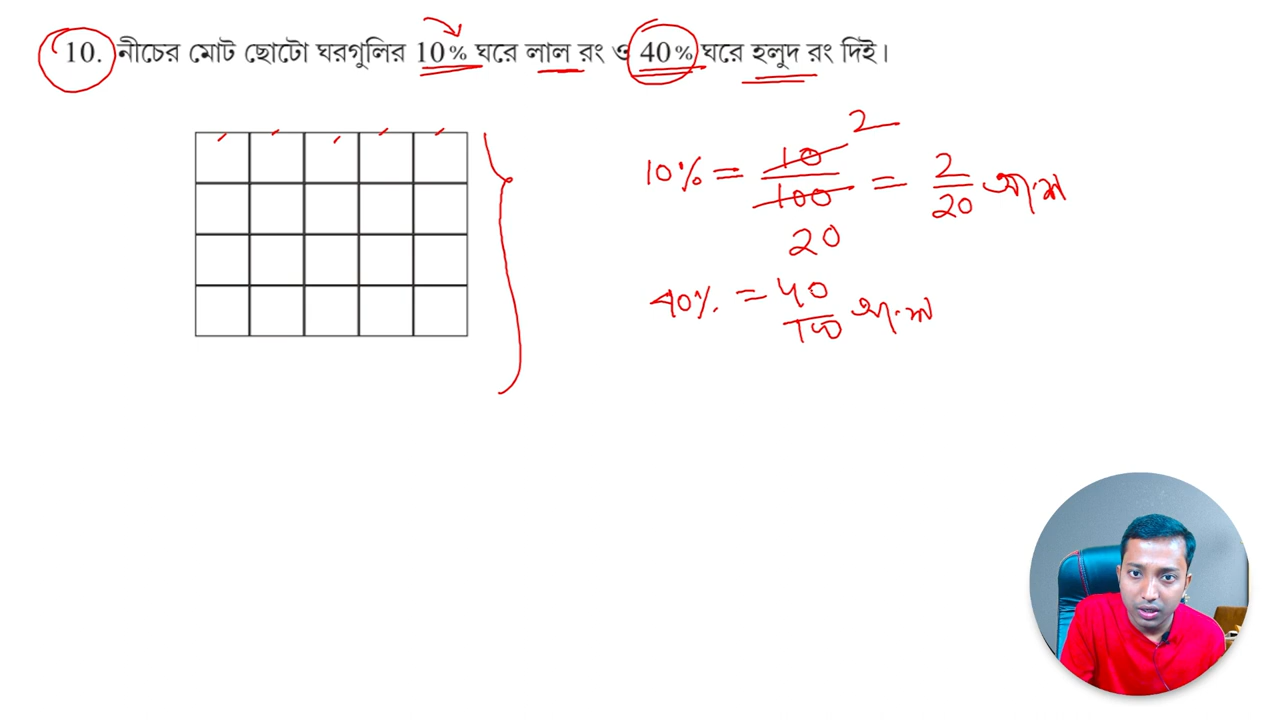 10. নীচের মোট ছোটো ঘরগুলির 10% ঘরে লাল রং ও 40% ঘরে হলুদ রং দিই।
10% = 10/100 = 2/20 অংশ
2
20
40% = 40/100 অংশ